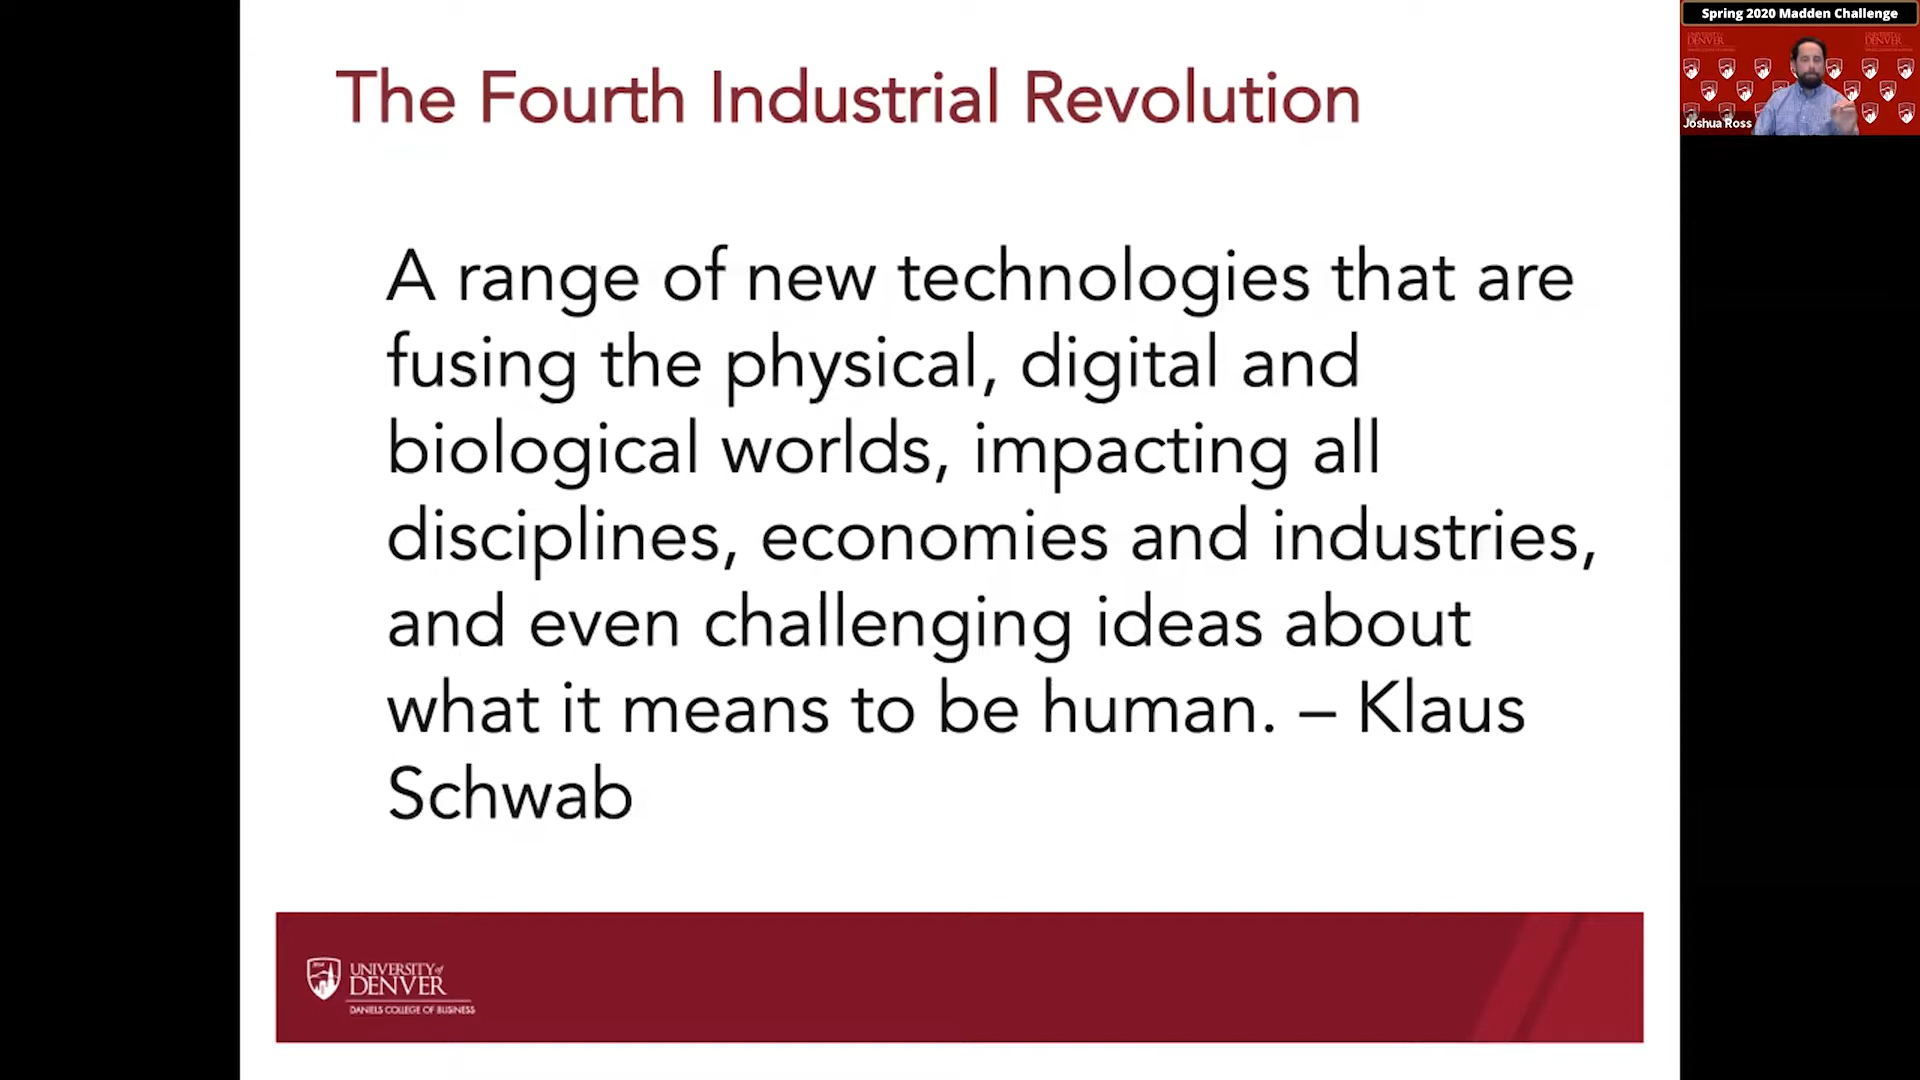 Spring 2020 Madden Challenge
Joshua Ross
The Fourth Industrial Revolution
A range of new technologies that are
fusing the physical, digital and
biological worlds, impacting all
disciplines, economies and industries,
and even challenging ideas about
what it means to be human. – Klaus
Schwab
UNIVERSITY of
DENVER
DANIELS COLLEGE OF BUSINESS